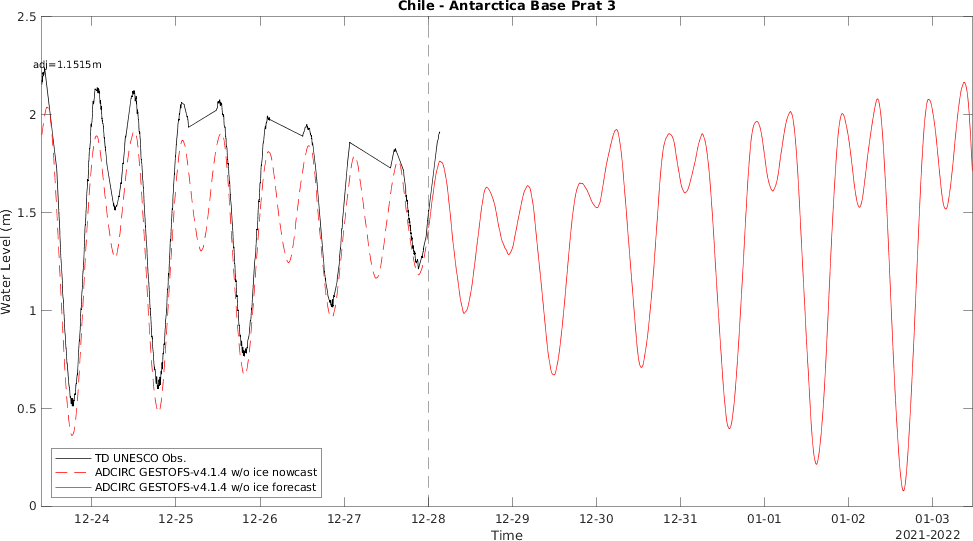 Chile - Antarctica Base Prat 3
adj=1.1515m
2.5
2
1.5
1
0.5
0
Water Level (m)
TD UNESCO Obs.
ADCIRC GESTOFS-v4.1.4 w/o ice nowcast
ADCIRC GESTOFS-v4.1.4 w/o ice forecast
12-24 12-25 12-26 12-27 12-28 12-29 12-30 12-31 01-01 01-02 01-03
2021-2022
Time